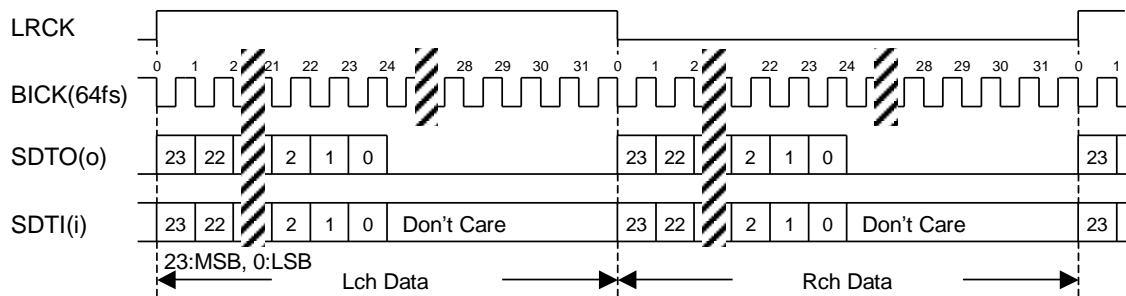 LRCK
0 1 2 21 22 23 24 28 29 30 31 0 1 2 22 23 24 28 29 30 31 0 1
BICK(64fs)
SDTO(o) 23 22 2 1 0 23 22 2 1 0 23
SDTI(i) 23 22 2 1 0 Don't Care 23 22 2 1 0 Don't Care 23
23:MSB, 0:LSB
Lch Data Rch Data